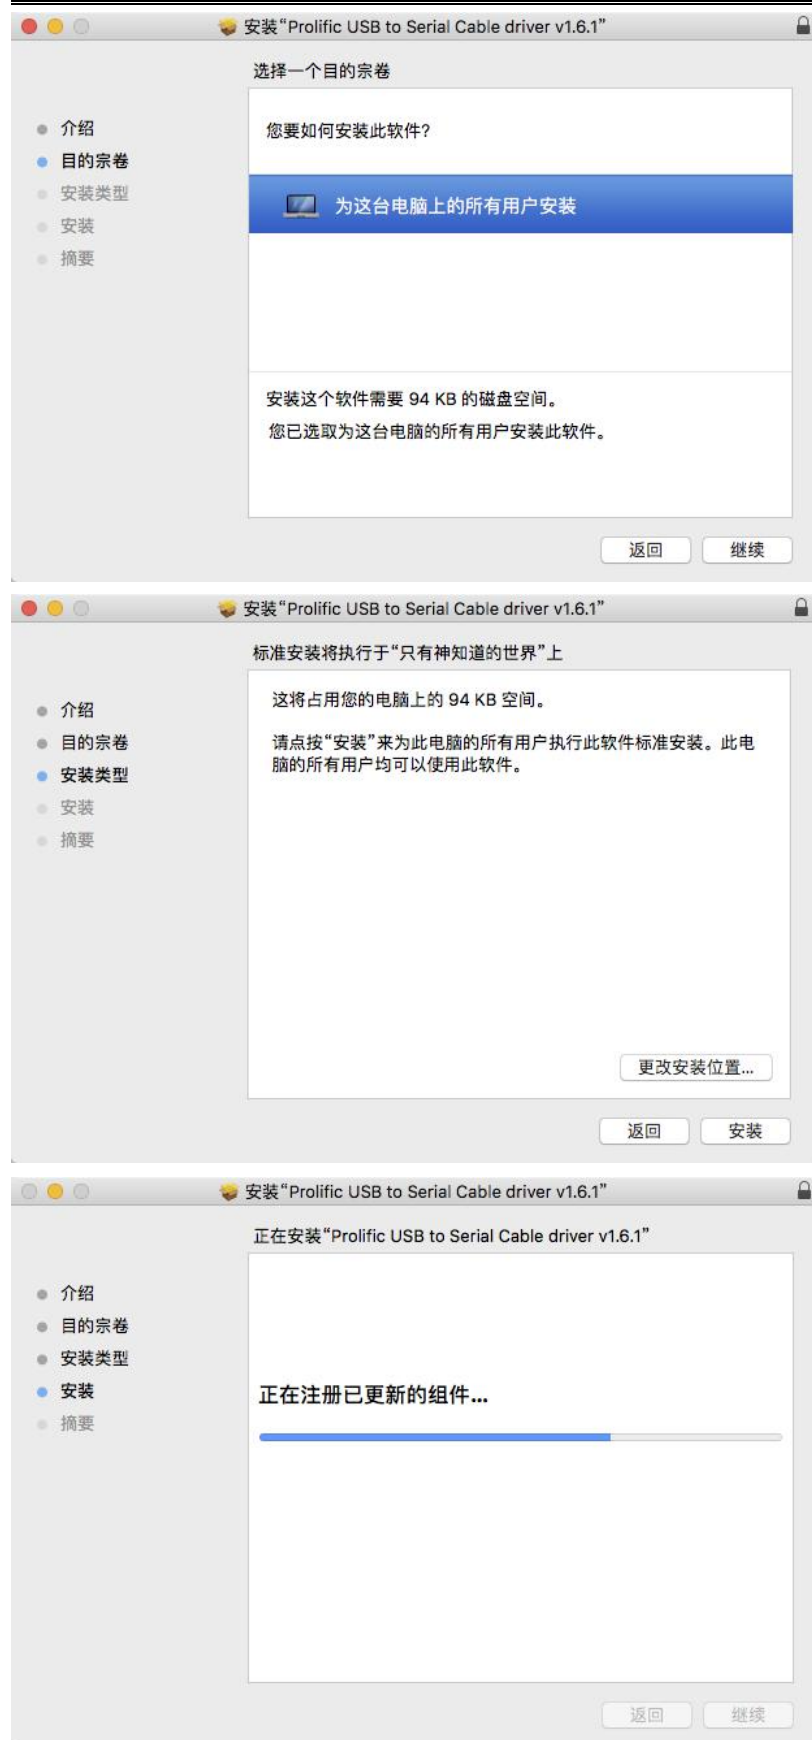 安装“Prolific USB to Serial Cable driver v1.6.1”
选择一个目的宗卷
介绍
目的宗卷
安装类型
安装
摘要
您要如何安装此软件?
为这台电脑上的所有用户安装
安装这个软件需要 94 KB 的磁盘空间。
您已选取为这台电脑的所有用户安装此软件。
返回
继续
安装“Prolific USB to Serial Cable driver v1.6.1”
标准安装将执行于“只有神知道的世界”上
介绍
目的宗卷
安装类型
安装
摘要
这将占用您的电脑上的 94 KB 空间。
请点按“安装”来为此电脑的所有用户执行此软件标准安装。此电
脑的所有用户均可以使用此软件。
更改安装位置...
返回
安装
安装“Prolific USB to Serial Cable driver v1.6.1”
正在安装“Prolific USB to Serial Cable driver v1.6.1”
介绍
目的宗卷
安装类型
安装
摘要
正在注册已更新的组件...
返回
继续